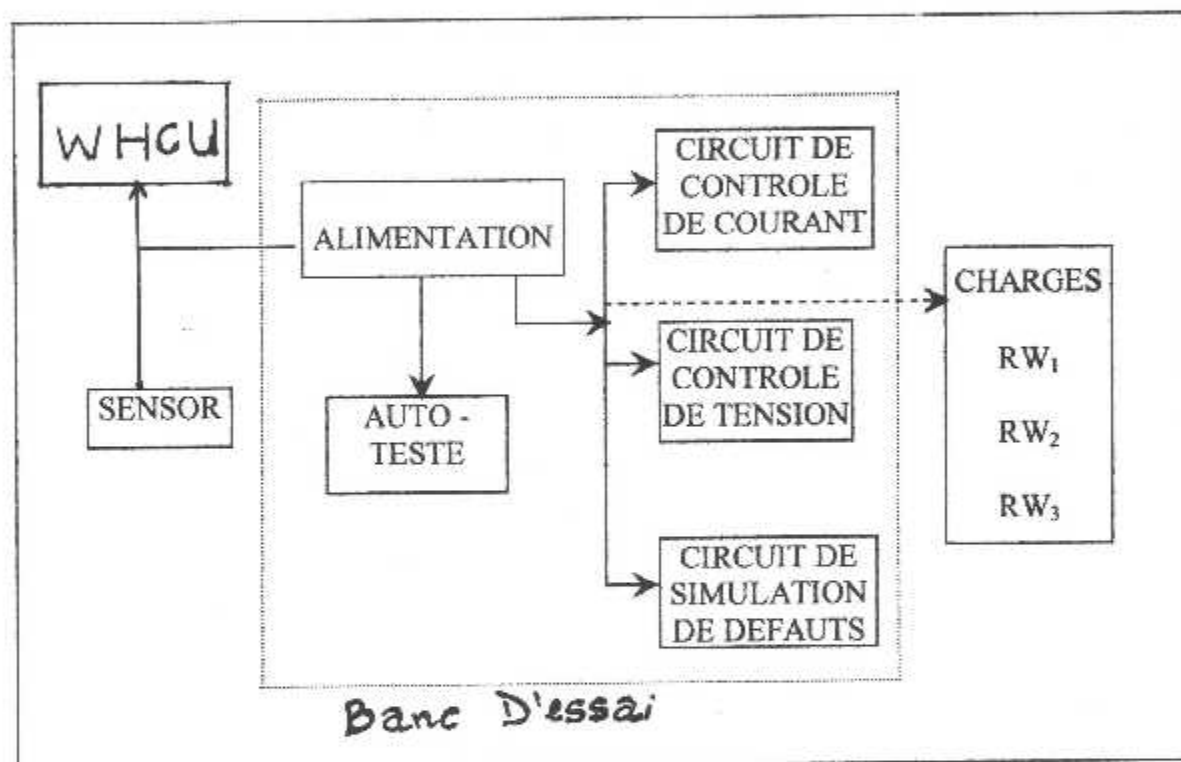 WHCU
ALIMENTATION
SENSOR
AUTO -
TESTE
CIRCUIT DE
CONTROLE
DE COURANT
CIRCUIT DE
CONTROLE
DE TENSION
CIRCUIT DE
SIMULATION
DE DEFAUTS
CHARGES
RW₁
RW₂
RW₃
Banc D'essai